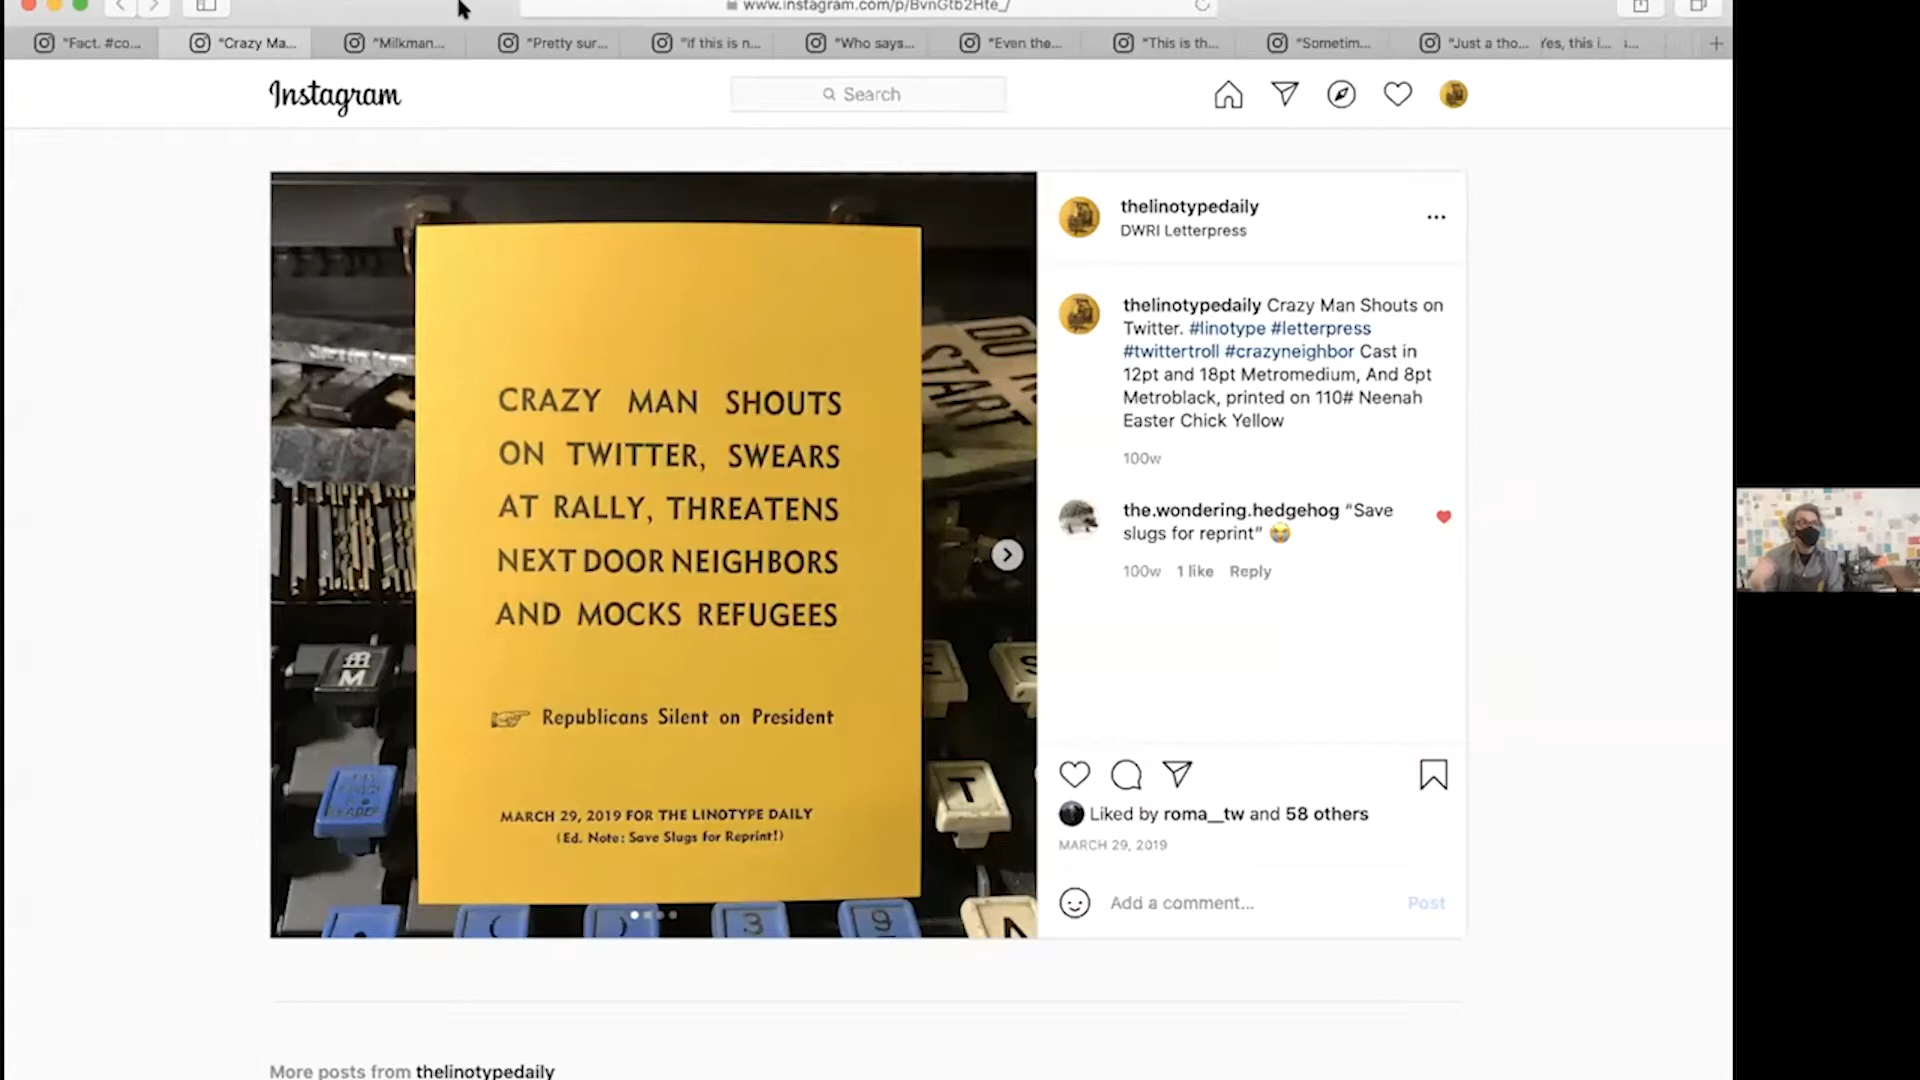 www.instagram.com/p/BvnGtb2Hte_/
"Fact. #co...
"Crazy Ma...
"Milkman...
"Pretty sur...
"if this is n...
"Who says...
"Even the...
"This is th...
"Sometim...
"Just a tho...
Yes, this i...
Instagram
Search
DO
START
CRAZY MAN SHOUTS
ON TWITTER, SWEARS
AT RALLY, THREATENS
NEXT DOOR NEIGHBORS
AND MOCKS REFUGEES
Republicans Silent on President
MARCH 29, 2019 FOR THE LINOTYPE DAILY
(Ed. Note: Save Slugs for Reprint!)
ffi
M
E
S
T
(
)
3
9
thelinotypedaily
DWRI Letterpress
thelinotypedaily Crazy Man Shouts on
Twitter. #linotype #letterpress
#twittertroll #crazyneighbor Cast in
12pt and 18pt Metromedium, And 8pt
Metroblack, printed on 110# Neenah
Easter Chick Yellow
100w
the.wondering.hedgehog "Save
slugs for reprint" 😭
100w 1 like Reply
Liked by roma__tw and 58 others
MARCH 29, 2019
Add a comment... Post
More posts from thelinotypedaily